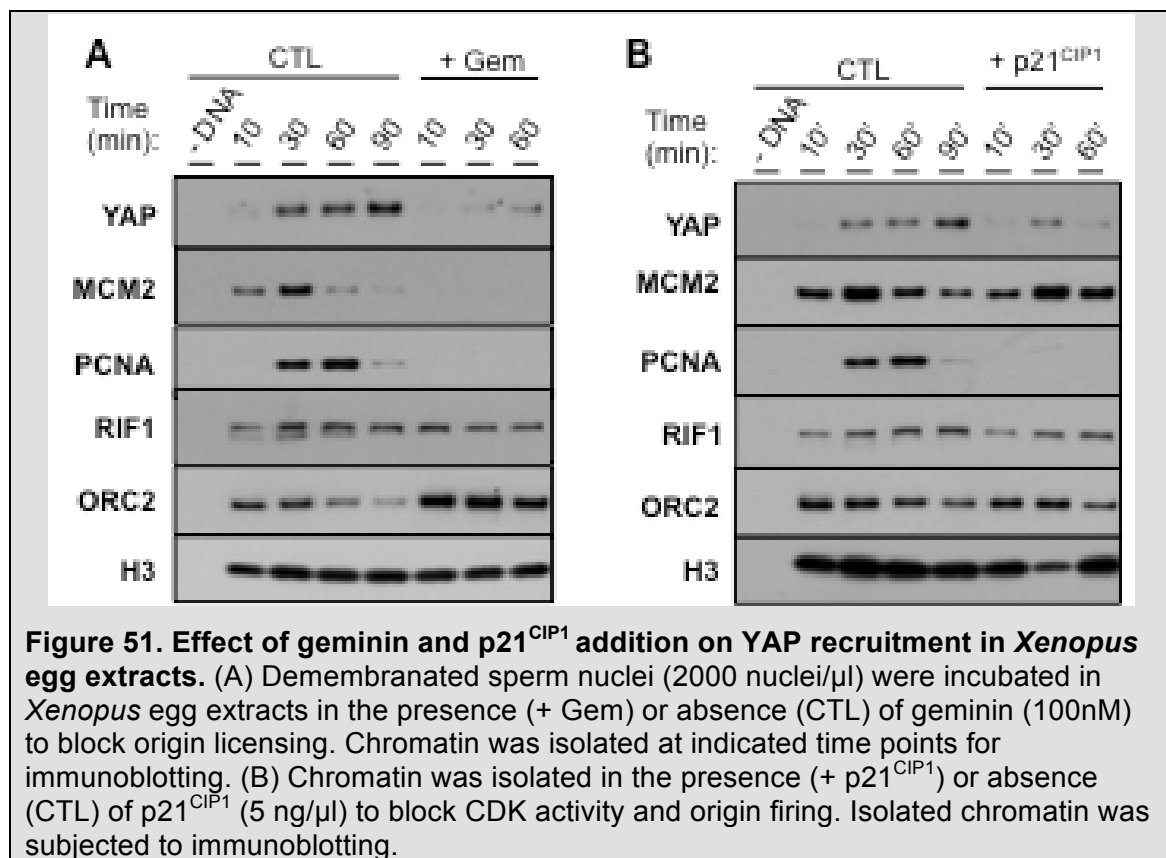 A
B
CTL
+ Gem
CTL
+ p21CIP1
Time
(min):
- DNA
10
30
60
90
10
30
60
Time
(min):
- DNA
10'
30'
60'
90'
10'
30'
60'
YAP
MCM2
PCNA
RIF1
ORC2
H3
YAP
MCM2
PCNA
RIF1
ORC2
H3
Figure 51. Effect of geminin and p21CIP1 addition on YAP recruitment in Xenopus
egg extracts. (A) Demembranated sperm nuclei (2000 nuclei/µl) were incubated in
Xenopus egg extracts in the presence (+ Gem) or absence (CTL) of geminin (100nM)
to block origin licensing. Chromatin was isolated at indicated time points for
immunoblotting. (B) Chromatin was isolated in the presence (+ p21CIP1) or absence
(CTL) of p21CIP1 (5 ng/µl) to block CDK activity and origin firing. Isolated chromatin was
subjected to immunoblotting.